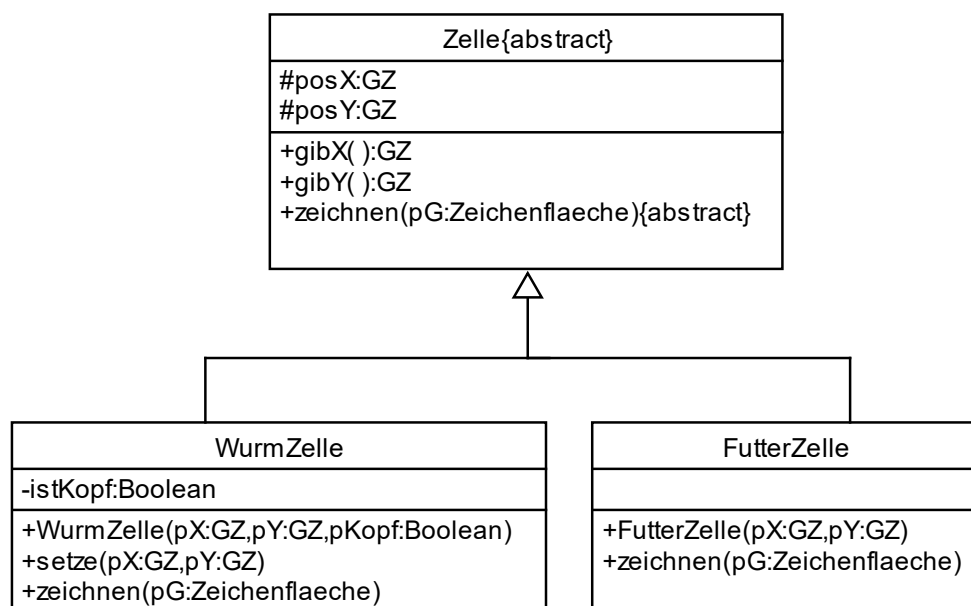 Zelle{abstract}
#posX:GZ
#posY:GZ
+gibX( ):GZ
+gibY( ):GZ
+zeichnen(pG:Zeichenflaeche){abstract}
WurmZelle
-istKopf:Boolean
+WurmZelle(pX:GZ,pY:GZ,pKopf:Boolean)
+setze(pX:GZ,pY:GZ)
+zeichnen(pG:Zeichenflaeche)
FutterZelle
+FutterZelle(pX:GZ,pY:GZ)
+zeichnen(pG:Zeichenflaeche)